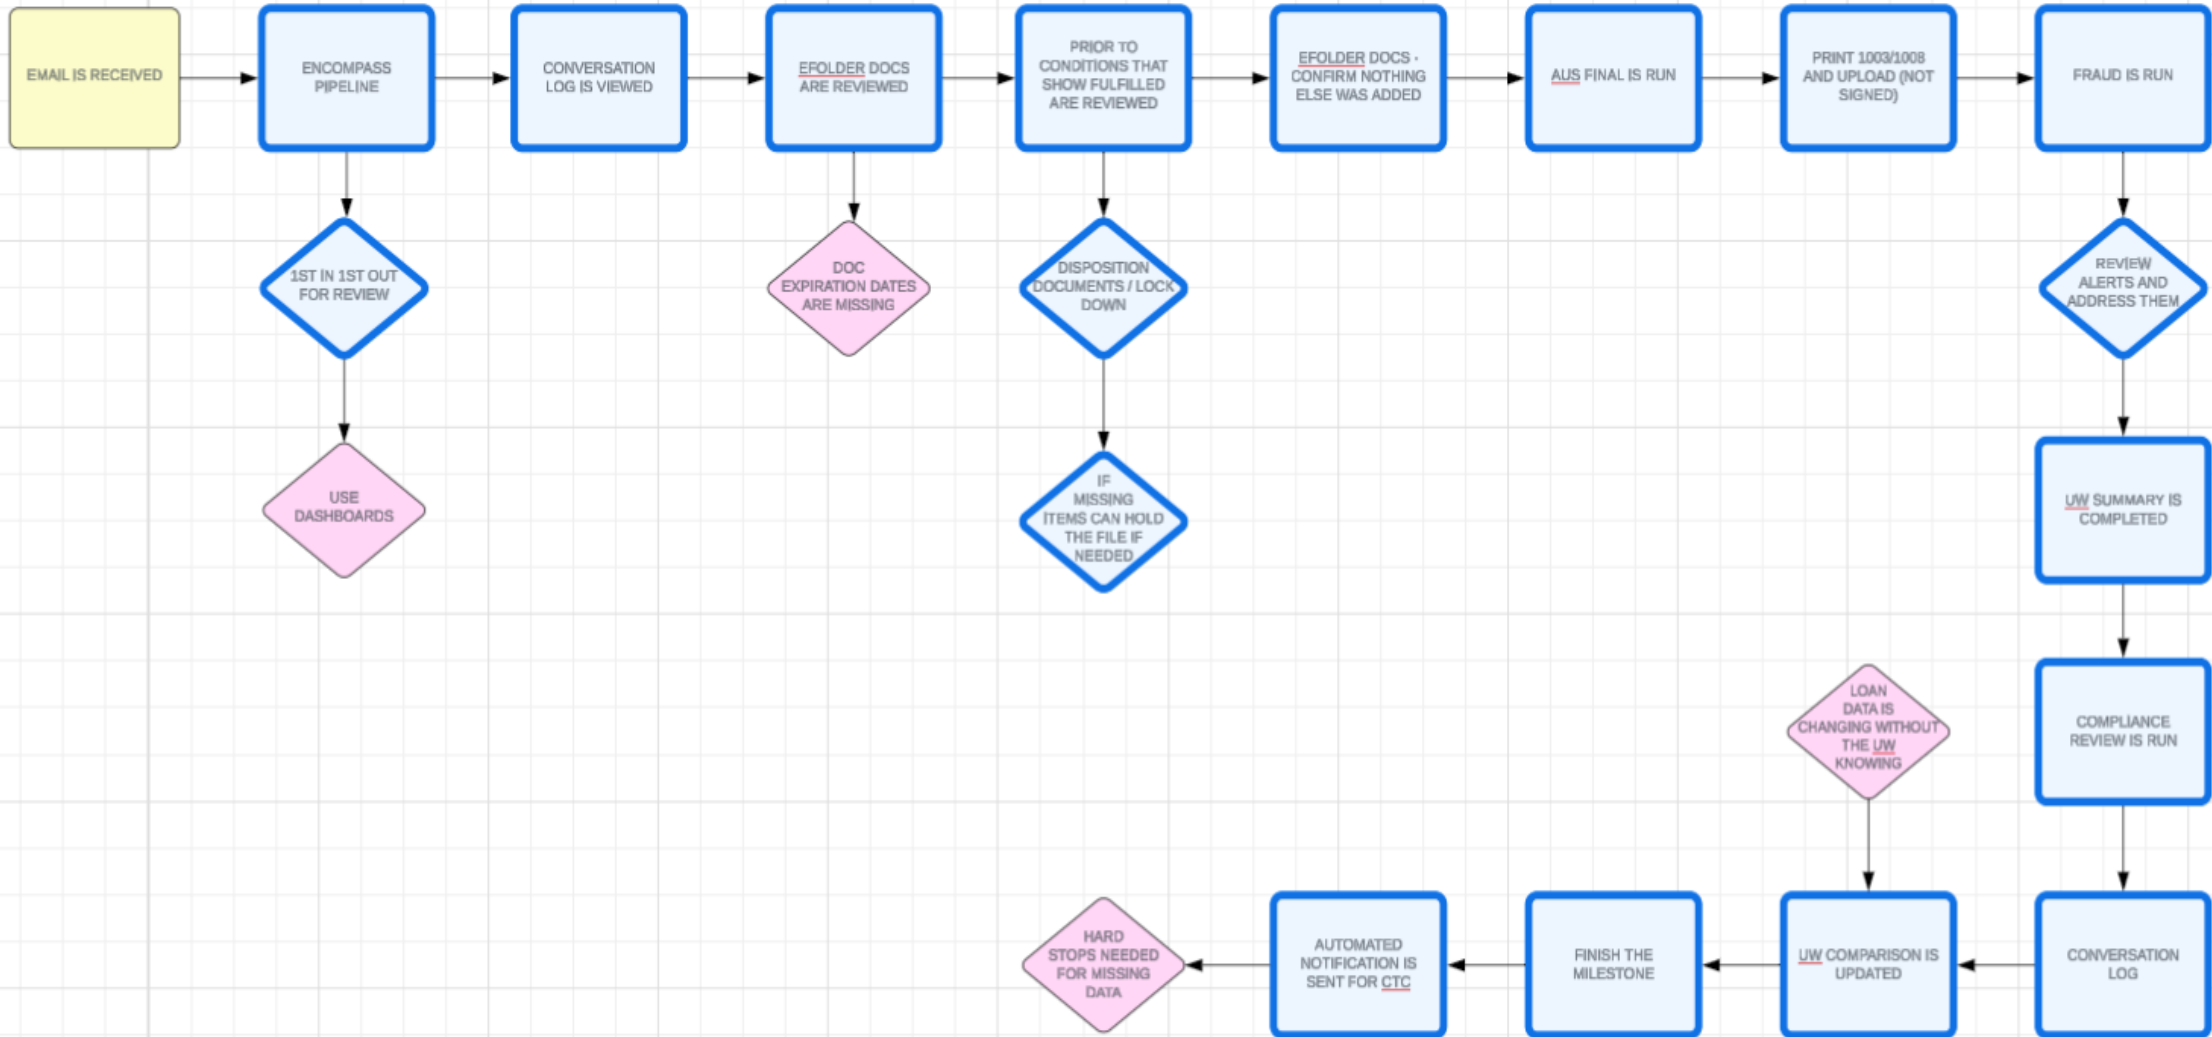 EMAIL IS RECEIVED
ENCOMPASS
PIPELINE
CONVERSATION
LOG IS VIEWED
EFOLDER DOCS
ARE REVIEWED
PRIOR TO
CONDITIONS THAT
SHOW FULFILLED
ARE REVIEWED
EFOLDER DOCS -
CONFIRM NOTHING
ELSE WAS ADDED
AUS FINAL IS RUN
PRINT 1003/1008
AND UPLOAD (NOT
SIGNED)
FRAUD IS RUN
1ST IN 1ST OUT
FOR REVIEW
DOC
EXPIRATION DATES
ARE MISSING
DISPOSITION
DOCUMENTS / LOCK
DOWN
REVIEW
ALERTS AND
ADDRESS THEM
USE
DASHBOARDS
IF
MISSING
ITEMS CAN HOLD
THE FILE IF
NEEDED
UW SUMMARY IS
COMPLETED
LOAN
DATA IS
CHANGING WITHOUT
THE UW
KNOWING
COMPLIANCE
REVIEW IS RUN
HARD
STOPS NEEDED
FOR MISSING
DATA
AUTOMATED
NOTIFICATION IS
SENT FOR CTC
FINISH THE
MILESTONE
UW COMPARISON IS
UPDATED
CONVERSATION
LOG